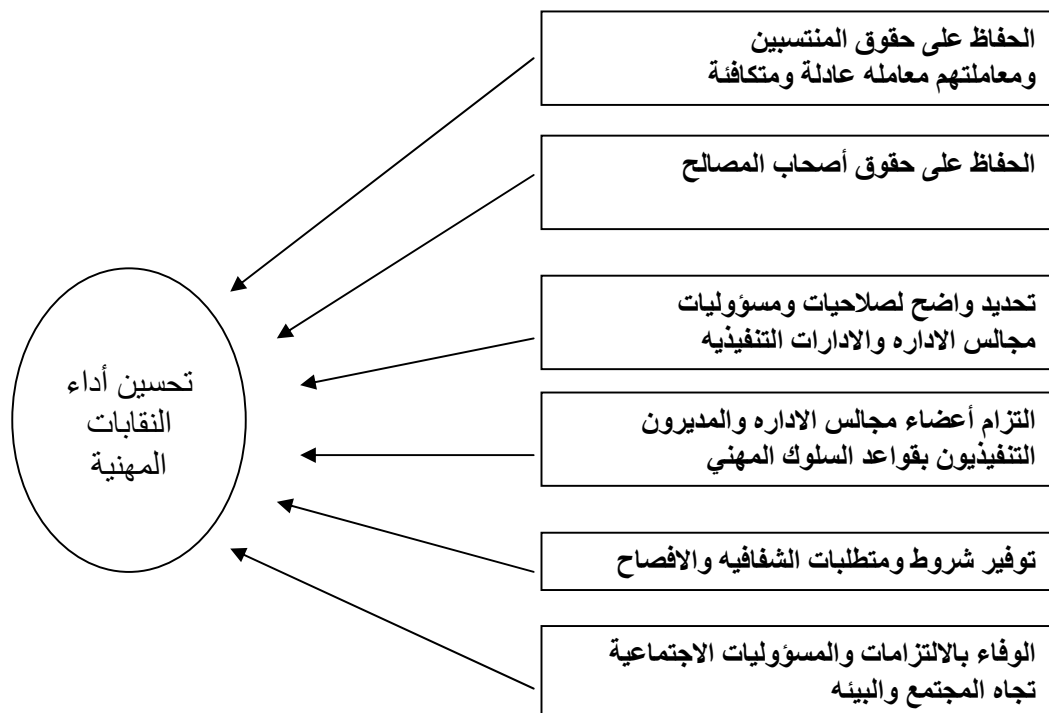 الحفاظ على حقوق المنتسبين
ومعاملتهم معامله عادلة ومتكافئة
الحفاظ على حقوق أصحاب المصالح
تحديد واضح لصلاحيات ومسؤوليات
مجالس الاداره والادارات التنفيذيه
التزام أعضاء مجالس الاداره والمديرون
التنفيذيون بقواعد السلوك المهني
توفير شروط ومتطلبات الشفافيه والافصاح
الوفاء بالالتزامات والمسؤوليات الاجتماعية
تجاه المجتمع والبيئه
تحسين أداء
النقابات
المهنية